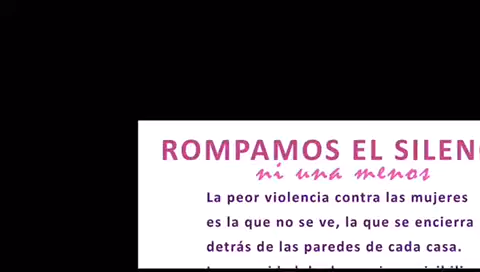 ROMPAMOS EL SILEN
ni una menos
La peor violencia contra las mujeres
es la que no se ve, la que se encierra
detrás de las paredes de cada casa.